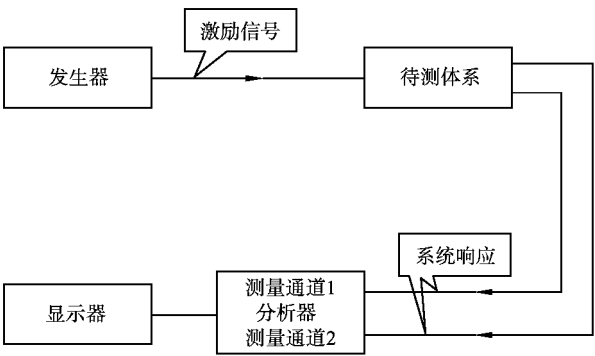 激励信号
发生器
待测体系
系统响应
显示器
测量通道1
分析器
测量通道2